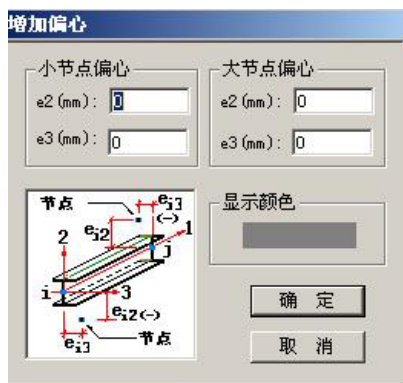 增加偏心
小节点偏心
e2(mm): 0
e3(mm): 0
大节点偏心
e2(mm): 0
e3(mm): 0
节点 ei3
(-)
2 ei2 1
j
i 3
ei2(-)
ei3 节点
显示颜色
确 定
取 消